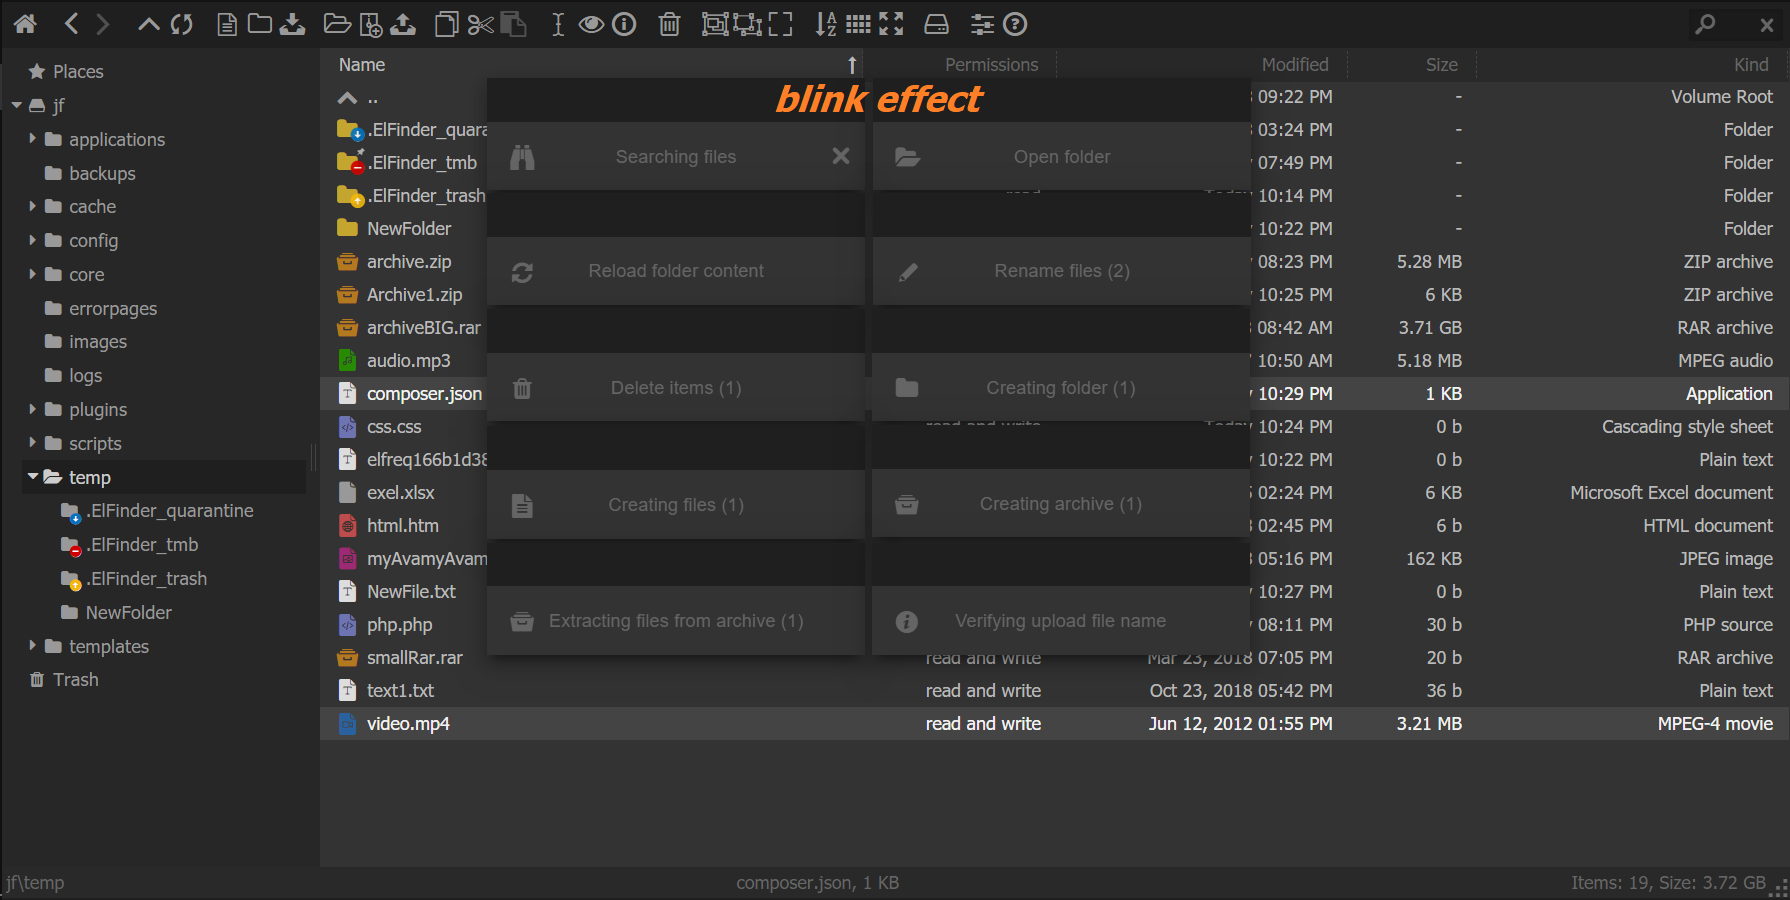 Places
jf
applications
backups
cache
config
core
errorpages
images
logs
plugins
scripts
temp
.ElFinder_quarantine
.ElFinder_tmb
.ElFinder_trash
NewFolder
templates
Trash
Name Permissions Modified Size Kind
.. 09:22 PM - Volume Root
.ElFinder_quara 03:24 PM - Folder
.ElFinder_tmb 07:49 PM - Folder
.ElFinder_trash read Today 10:14 PM - Folder
NewFolder 10:22 PM - Folder
archive.zip 08:23 PM 5.28 MB ZIP archive
Archive1.zip 10:25 PM 6 KB ZIP archive
archiveBIG.rar 08:42 AM 3.71 GB RAR archive
audio.mp3 10:50 AM 5.18 MB MPEG audio
composer.json 10:29 PM 1 KB Application
css.css read and write Today 10:24 PM 0 b Cascading style sheet
elfreq166b1d38 10:22 PM 0 b Plain text
exel.xlsx 02:24 PM 6 KB Microsoft Excel document
html.htm 02:45 PM 6 b HTML document
myAvamyAvam 05:16 PM 162 KB JPEG image
NewFile.txt 10:27 PM 0 b Plain text
php.php 08:11 PM 30 b PHP source
smallRar.rar read and write Mar 23, 2018 07:05 PM 20 b RAR archive
text1.txt read and write Oct 23, 2018 05:42 PM 36 b Plain text
video.mp4 read and write Jun 12, 2012 01:55 PM 3.21 MB MPEG-4 movie
blink effect
Searching files
Open folder
Reload folder content
Rename files (2)
Delete items (1)
Creating folder (1)
Creating files (1)
Creating archive (1)
Extracting files from archive (1)
Verifying upload file name
jf\temp
composer.json, 1 KB
Items: 19, Size: 3.72 GB